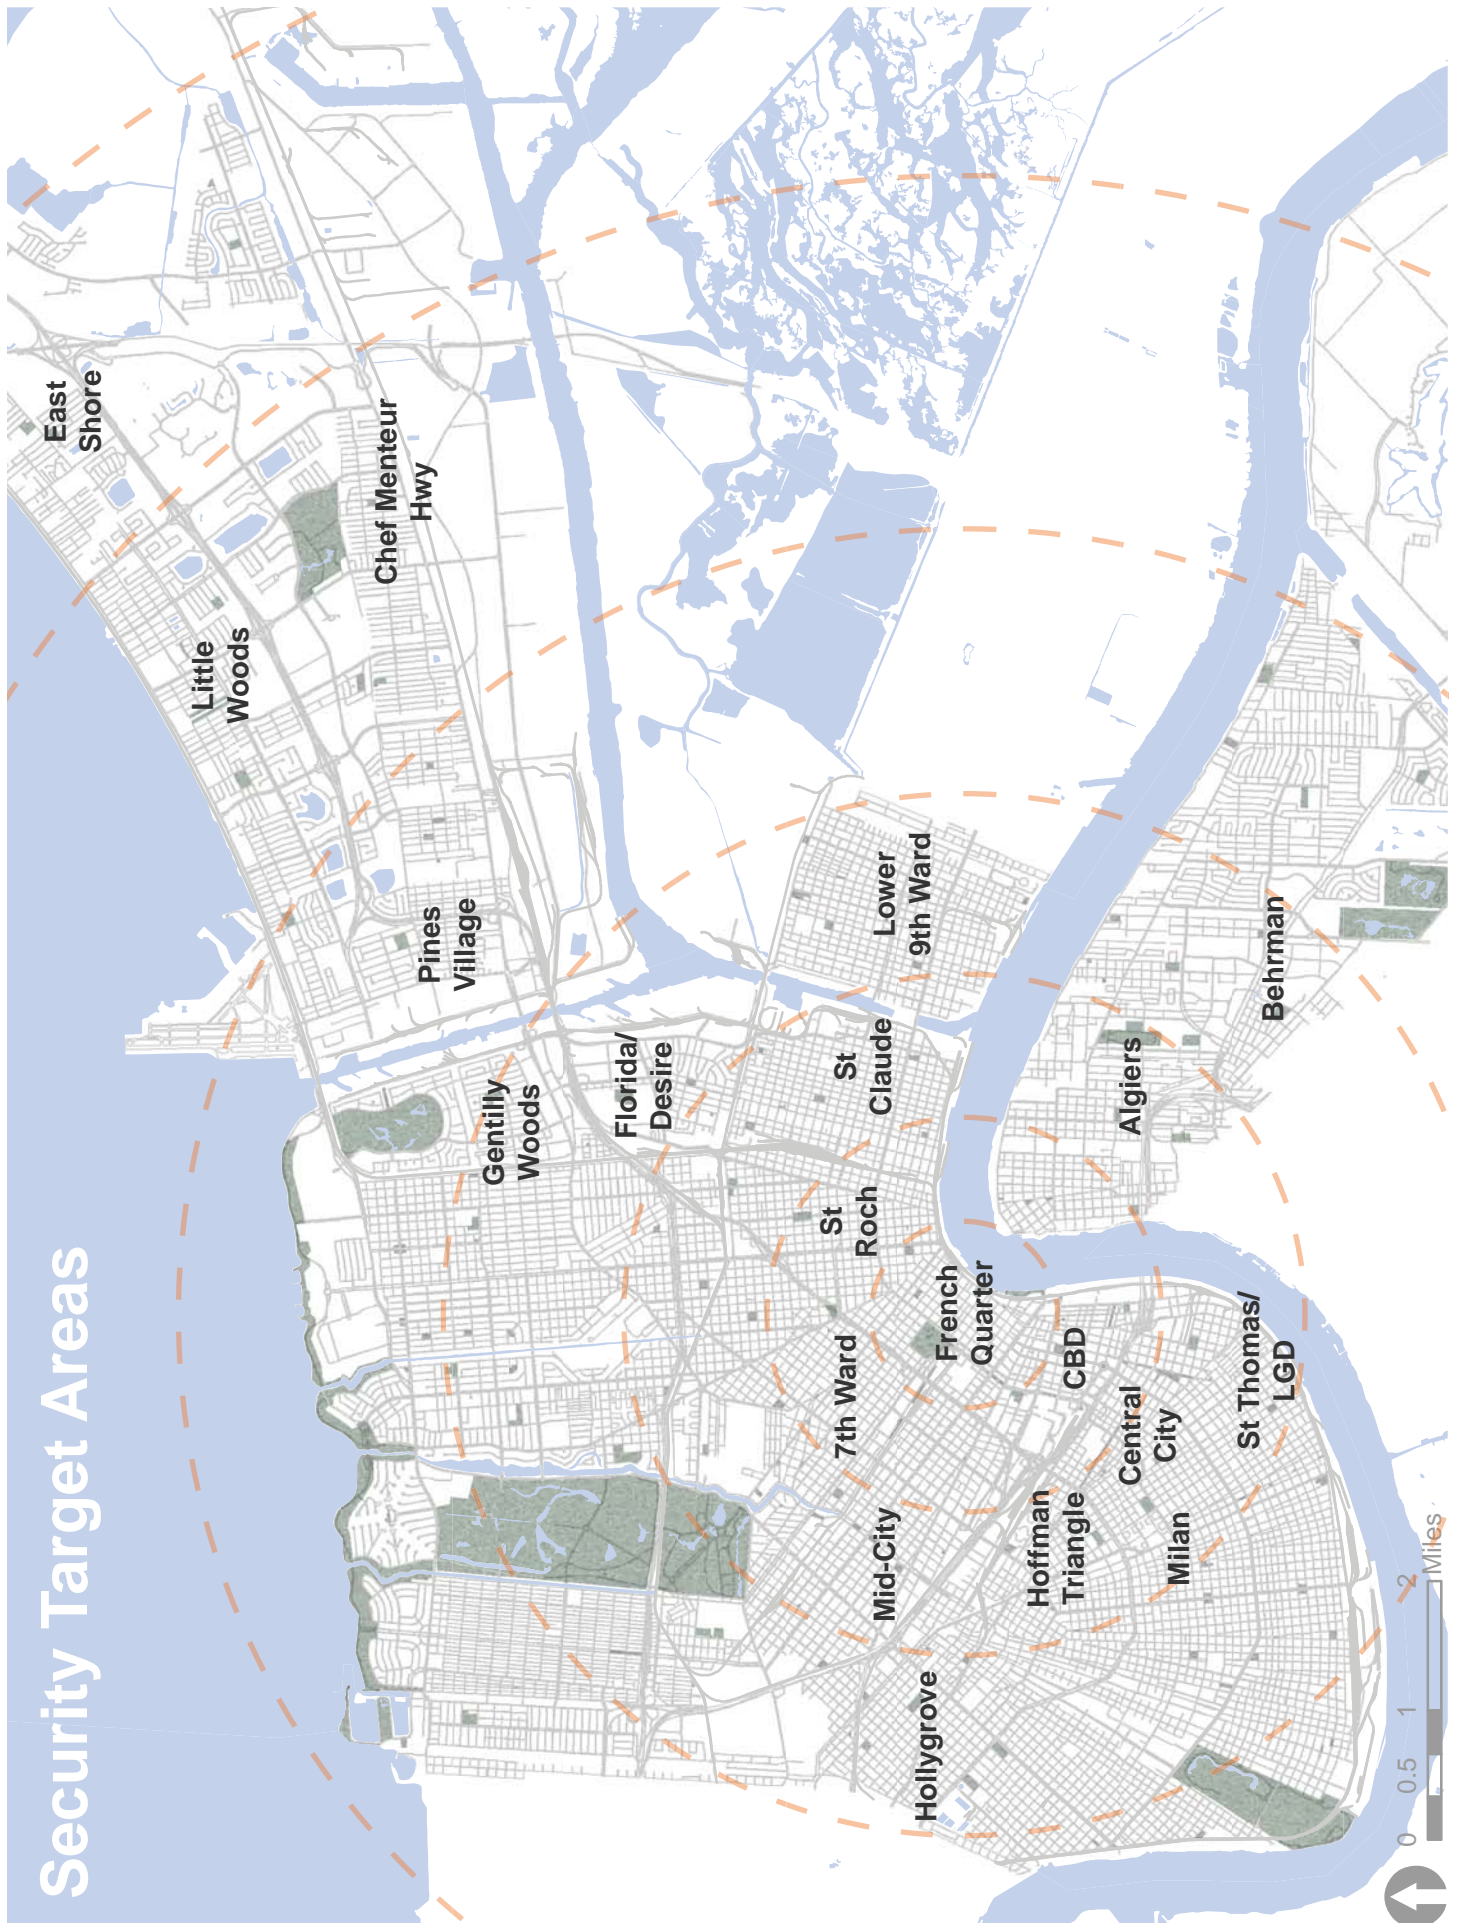 Security Target Areas
East
Shore
Little
Woods
Chef Menteur
Hwy
Pines
Village
Gentilly
Woods
Florida/
Desire
Lower
9th Ward
St
Claude
St
Roch
7th Ward
French
Quarter
Algiers
Behrman
CBD
Mid-City
Central
City
St Thomas/
LGD
Hoffman
Triangle
Milan
Hollygrove
0 0.5 1 2
Miles